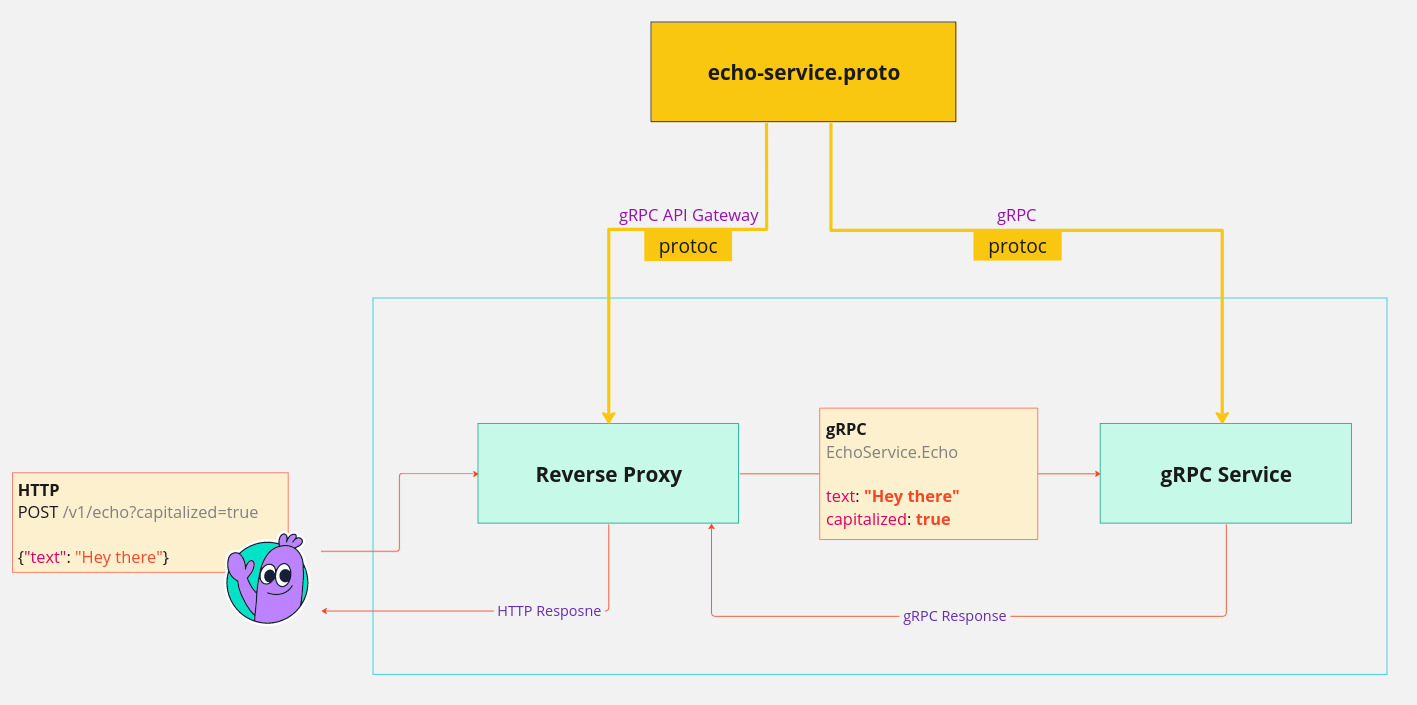 echo-service.proto
gRPC API Gateway
protoc
gRPC
protoc
HTTP
POST /v1/echo?capitalized=true
{"text": "Hey there"}
Reverse Proxy
gRPC
EchoService.Echo
text: "Hey there"
capitalized: true
gRPC Service
HTTP Resposne
gRPC Response